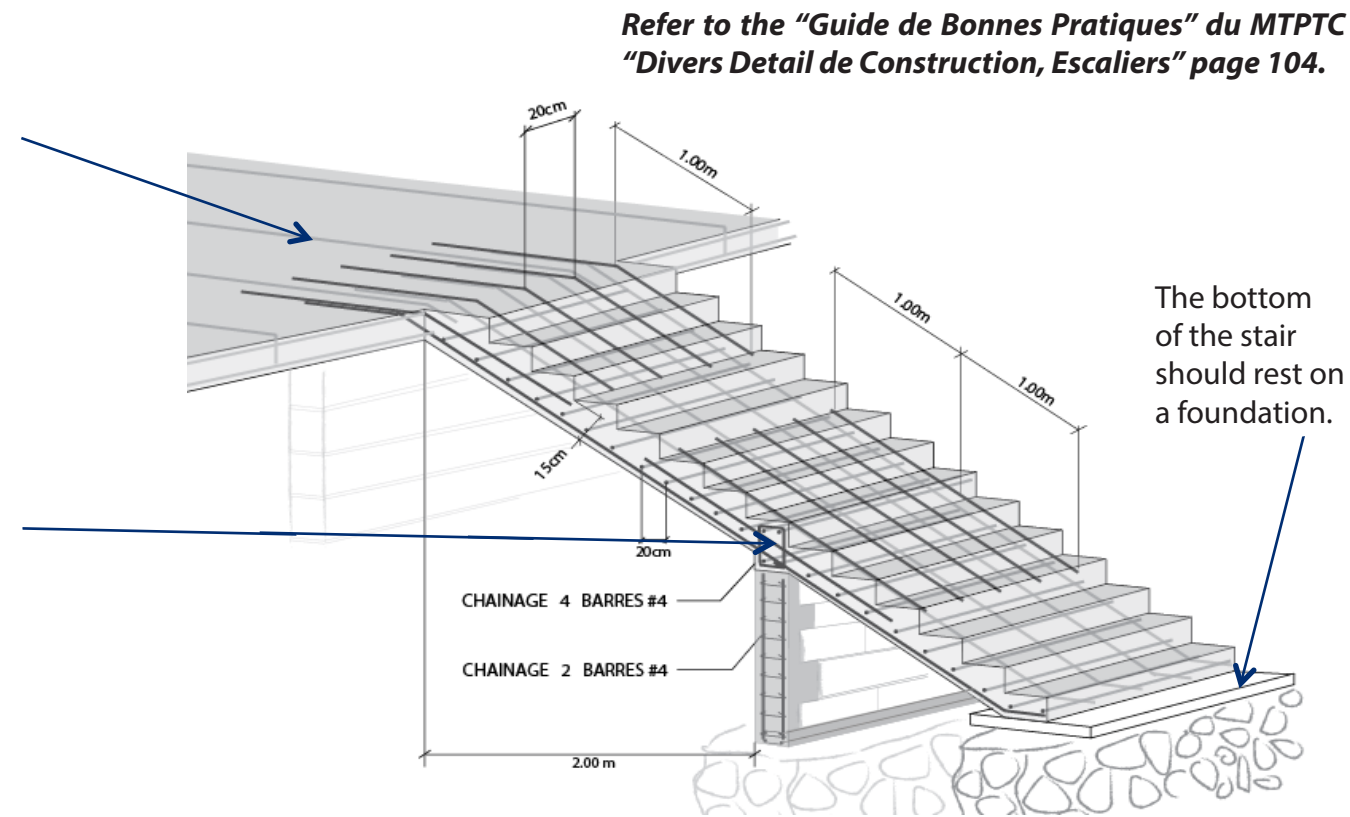 Refer to the “Guide de Bonnes Pratiques” du MTPTC
“Divers Detail de Construction, Escaliers” page 104.
20cm
1.00m
1.00m
1.00m
The bottom
of the stair
should rest on
a foundation.
15cm
20cm
CHAINAGE 4 BARRES #4
CHAINAGE 2 BARRES #4
2.00 m